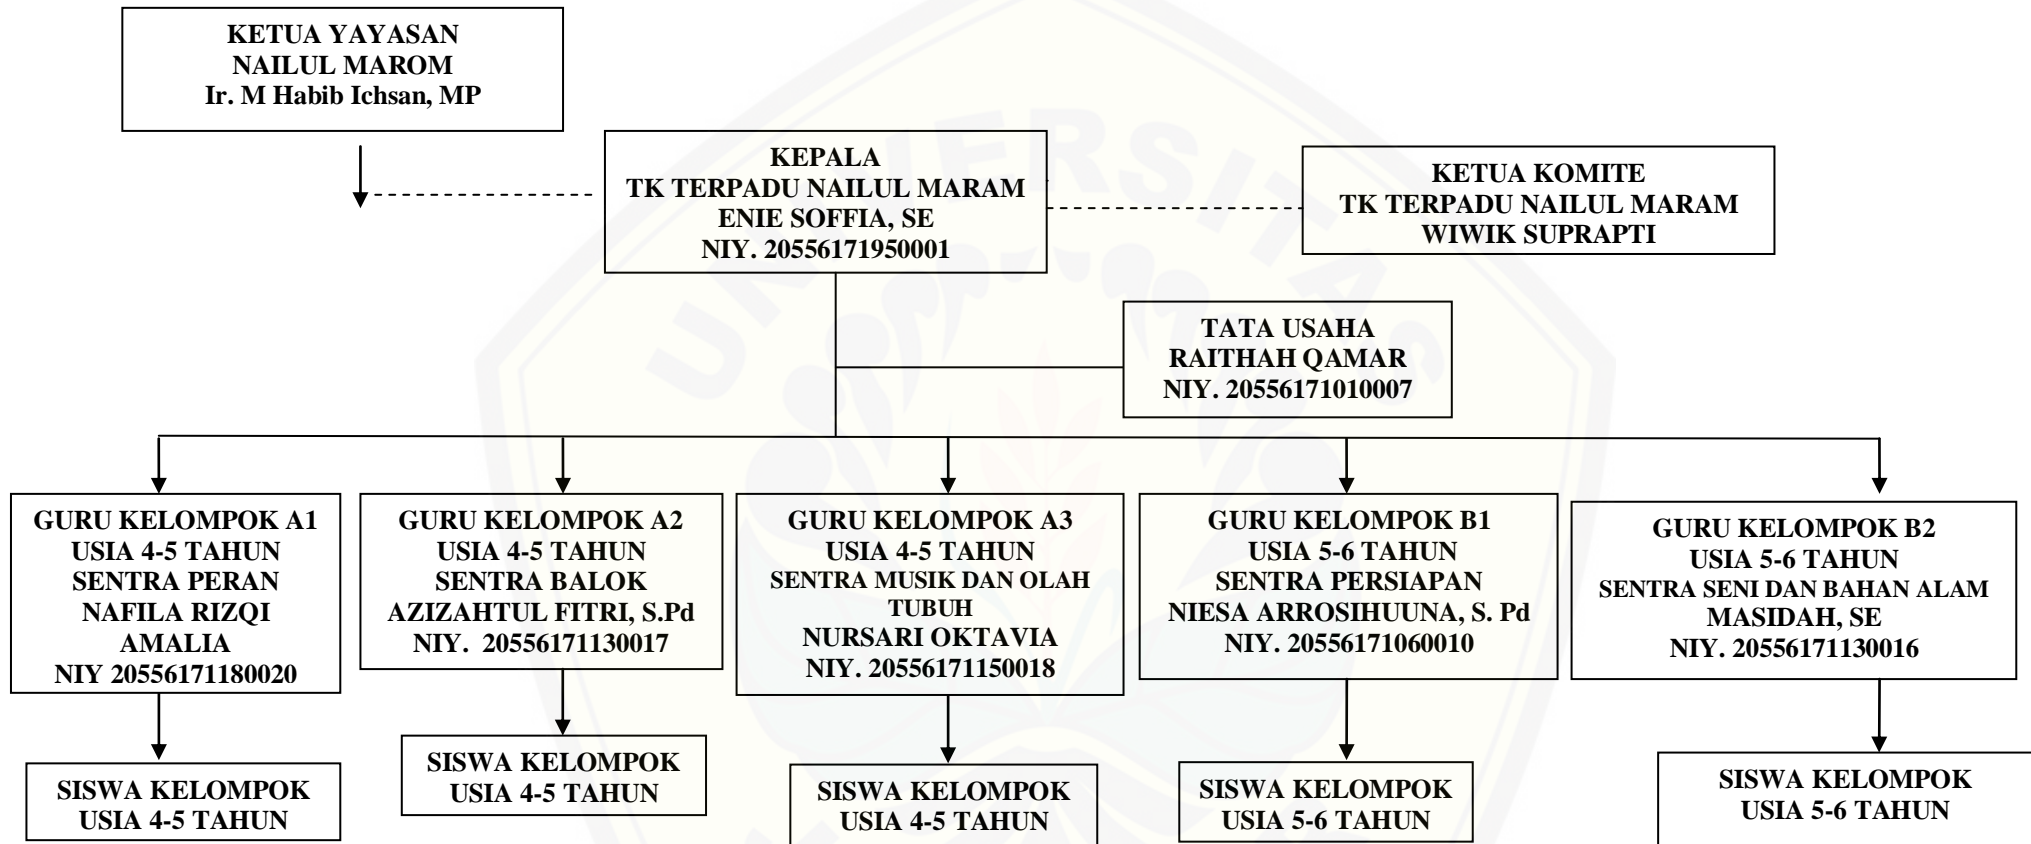 KETUA YAYASAN
NAILUL MAROM
Ir. M Habib Ichsan, MP
KEPALA
TK TERPADU NAILUL MARAM
ENIE SOFFIA, SE
NIY. 20556171950001
KETUA KOMITE
TK TERPADU NAILUL MARAM
WIWIK SUPRAPTI
UNIVERSITAS
TATA USAHA
RAITHAH QAMAR
NIY. 20556171010007
GURU KELOMPOK A1
USIA 4-5 TAHUN
SENTRA PERAN
NAFILA RIZQI
AMALIA
NIY 20556171180020
GURU KELOMPOK A2
USIA 4-5 TAHUN
SENTRA BALOK
AZIZAHTUL FITRI, S.Pd
NIY.  20556171130017
GURU KELOMPOK A3
USIA 4-5 TAHUN
SENTRA MUSIK DAN OLAH
TUBUH
NURSARI OKTAVIA
NIY. 20556171150018
GURU KELOMPOK B1
USIA 5-6 TAHUN
SENTRA PERSIAPAN
NIESA ARROSIHUUNA, S. Pd
NIY. 20556171060010
GURU KELOMPOK B2
USIA 5-6 TAHUN
SENTRA SENI DAN BAHAN ALAM
MASIDAH, SE
NIY. 20556171130016
SISWA KELOMPOK
USIA 4-5 TAHUN
SISWA KELOMPOK
USIA 4-5 TAHUN
SISWA KELOMPOK
USIA 4-5 TAHUN
SISWA KELOMPOK
USIA 5-6 TAHUN
SISWA KELOMPOK
USIA 5-6 TAHUN